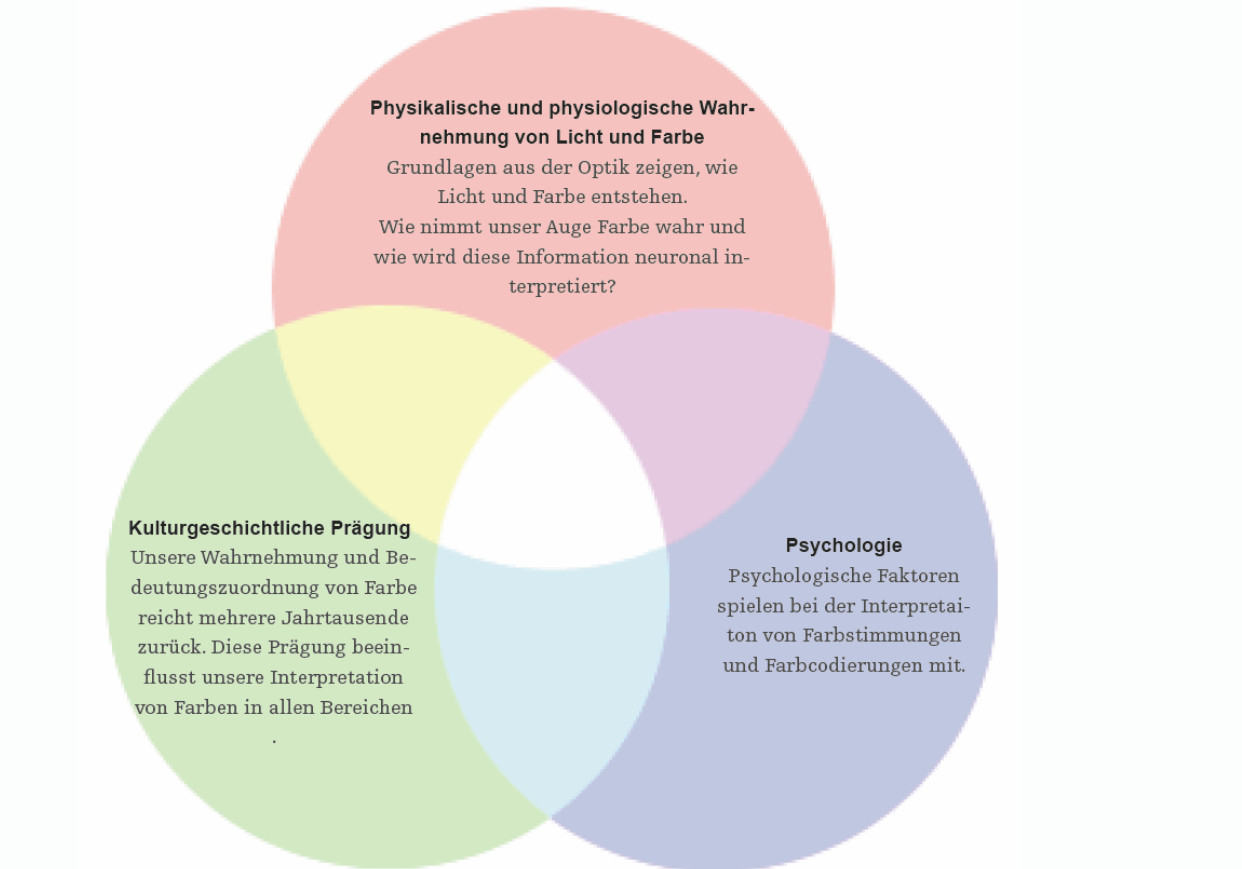 Physikalische und physiologische Wahr-
nehmung von Licht und Farbe
Grundlagen aus der Optik zeigen, wie
Licht und Farbe entstehen.
Wie nimmt unser Auge Farbe wahr und
wie wird diese Information neuronal in-
terpretiert?
Kulturgeschichtliche Prägung
Unsere Wahrnehmung und Be-
deutungszuordnung von Farbe
reicht mehrere Jahrtausende
zurück. Diese Prägung beein-
flusst unsere Interpretation
von Farben in allen Bereichen
.
Psychologie
Psychologische Faktoren
spielen bei der Interpretai-
ton von Farbstimmungen
und Farbcodierungen mit.